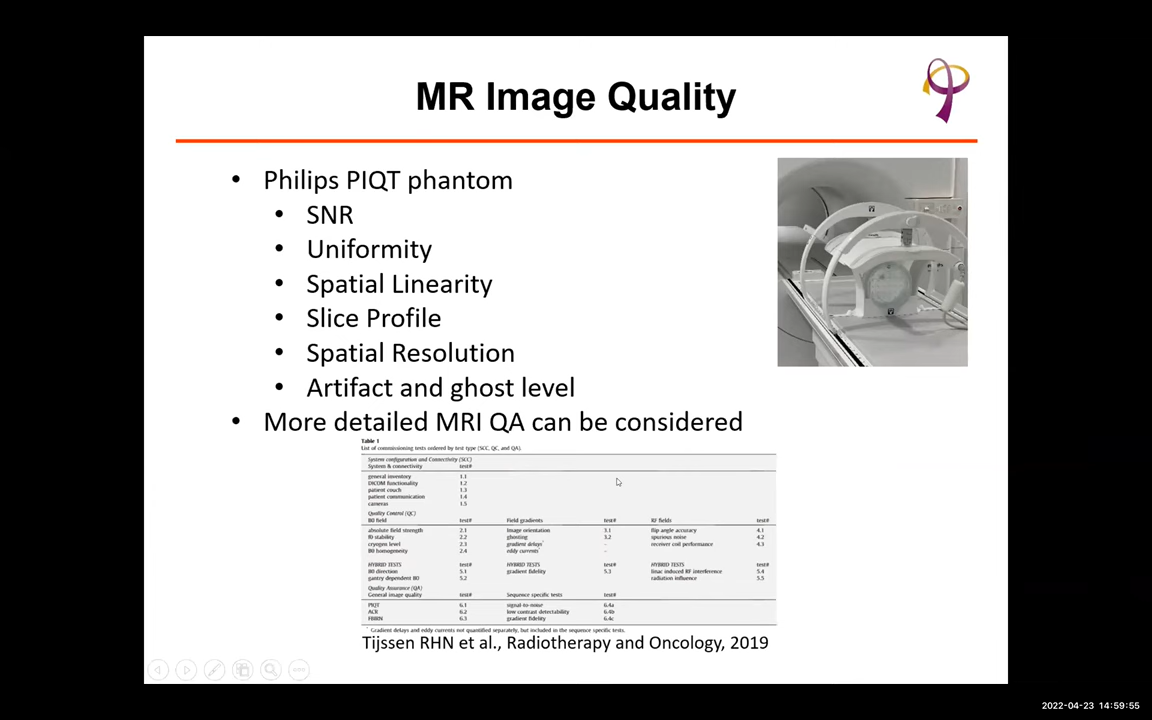 MR Image Quality
• Philips PIQT phantom
• SNR
• Uniformity
• Spatial Linearity
• Slice Profile
• Spatial Resolution
• Artifact and ghost level
• More detailed MRI QA can be considered
Table 1
List of commissioning tests ordered by test type (SCC, QC, and QA).
System configuration and Connectivity (SCC)
System & connectivity test#
general inventory 1.1
DICOM functionality 1.2
patient couch 1.3
patient communication 1.4
cameras 1.5
Quality Control (QC)
B0 field test# Field gradients test# RF fields test#
absolute field strength 2.1 Image orientation 3.1 flip angle accuracy 4.1
f0 stability 2.2 ghosting 3.2 spurious noise 4.2
cryogen level 2.3 gradient delays* - receiver coil performance 4.3
B0 homogeneity 2.4 eddy currents* -
HYBRID TESTS test# HYBRID TESTS test# HYBRID TESTS test#
B0 direction 5.1 gradient fidelity 5.3 linac induced RF interference 5.4
gantry dependent B0 5.2 radiation influence 5.5
Quality Assurance (QA)
General image quality test# Sequence specific tests test#
PIQT 6.1 signal-to-noise 6.4a
ACR 6.2 low contrast detectability 6.4b
FBIRN 6.3 gradient fidelity 6.4c
* Gradient delays and eddy currents not quantified separately, but included in the sequence specific tests.
Tijssen RHN et al., Radiotherapy and Oncology, 2019
2022-04-23 14:59:55